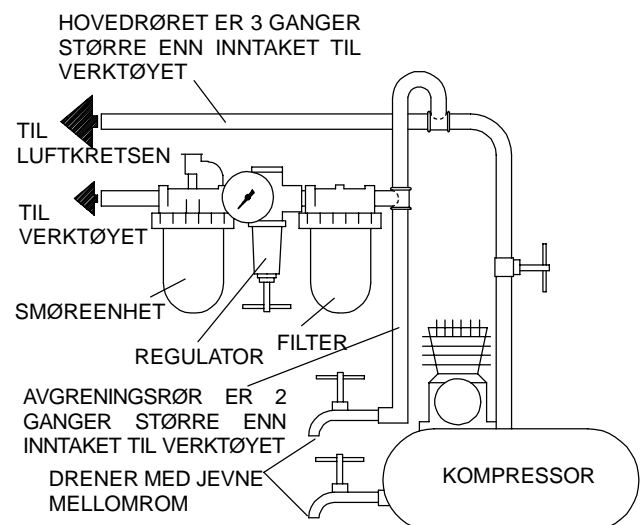 HOVEDRØRET ER 3 GANGER
STØRRE ENN INNTAKET TIL
VERKTØYET
TIL
LUFTKRETSEN
TIL
VERKTØYET
SMØREENHET
REGULATOR
FILTER
AVGRENINGSRØR ER 2
GANGER STØRRE ENN
INNTAKET TIL VERKTØYET
DRENER MED JEVNE
MELLOMROM
KOMPRESSOR